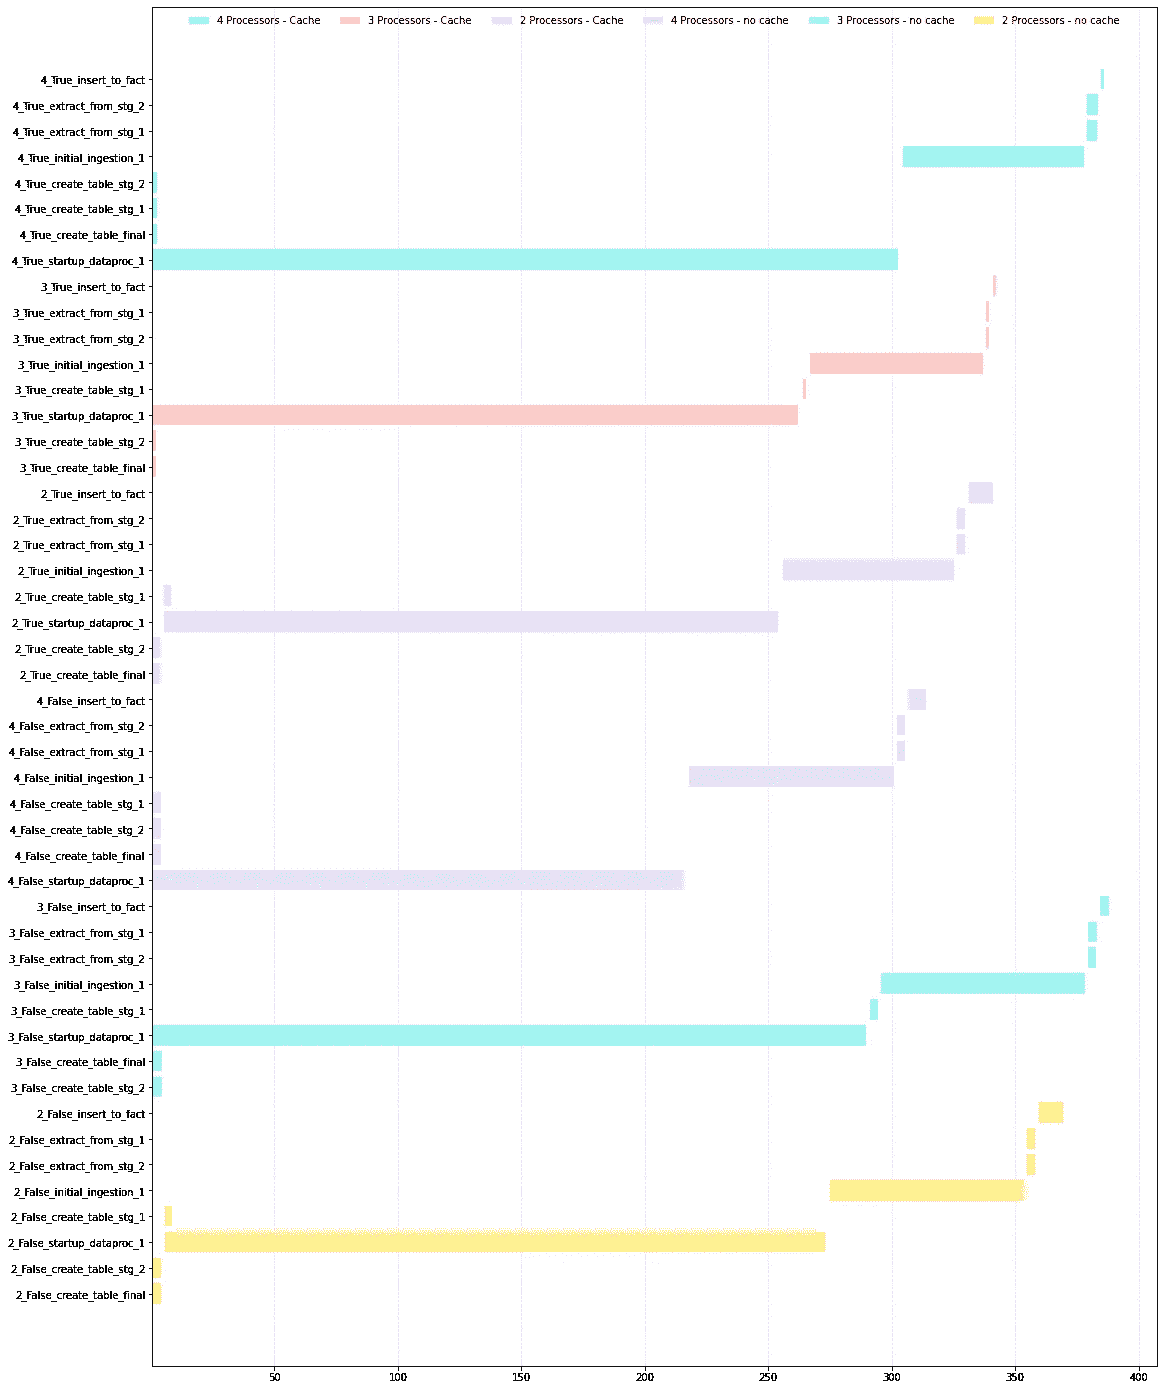 4 Processors - Cache 3 Processors - Cache 2 Processors - Cache 4 Processors - no cache 3 Processors - no cache 2 Processors - no cache
4_True_insert_to_fact
4_True_extract_from_stg_2
4_True_extract_from_stg_1
4_True_initial_ingestion_1
4_True_create_table_stg_2
4_True_create_table_stg_1
4_True_create_table_final
4_True_startup_dataproc_1
3_True_insert_to_fact
3_True_extract_from_stg_1
3_True_extract_from_stg_2
3_True_initial_ingestion_1
3_True_create_table_stg_1
3_True_startup_dataproc_1
3_True_create_table_stg_2
3_True_create_table_final
2_True_insert_to_fact
2_True_extract_from_stg_2
2_True_extract_from_stg_1
2_True_initial_ingestion_1
2_True_create_table_stg_1
2_True_startup_dataproc_1
2_True_create_table_stg_2
2_True_create_table_final
4_False_insert_to_fact
4_False_extract_from_stg_2
4_False_extract_from_stg_1
4_False_initial_ingestion_1
4_False_create_table_stg_1
4_False_create_table_stg_2
4_False_create_table_final
4_False_startup_dataproc_1
3_False_insert_to_fact
3_False_extract_from_stg_1
3_False_extract_from_stg_2
3_False_initial_ingestion_1
3_False_create_table_stg_1
3_False_startup_dataproc_1
3_False_create_table_final
3_False_create_table_stg_2
2_False_insert_to_fact
2_False_extract_from_stg_1
2_False_extract_from_stg_2
2_False_initial_ingestion_1
2_False_create_table_stg_1
2_False_startup_dataproc_1
2_False_create_table_stg_2
2_False_create_table_final
50 100 150 200 250 300 350 400